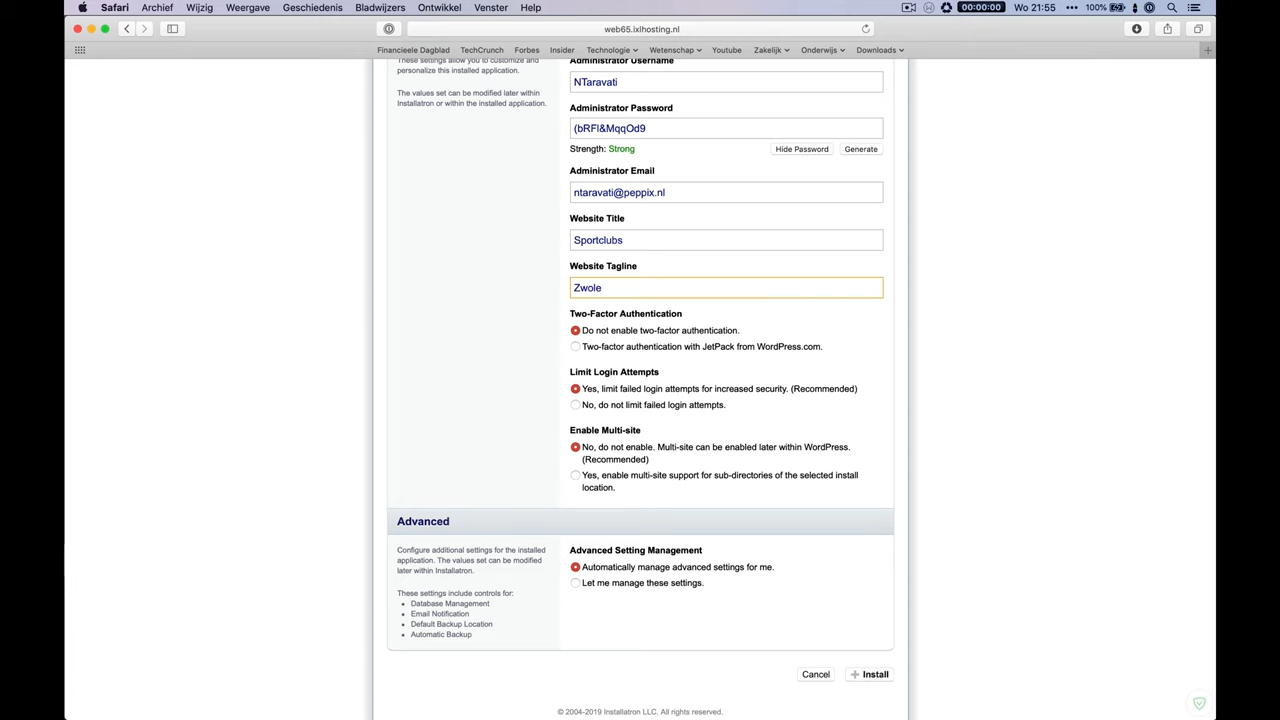 Safari Archief Wijzig Weergave Geschiedenis Bladwijzers Ontwikkel Venster Help 00:00:00 Wo 21:55 100%
web65.ixlhosting.nl
Financieele Dagblad TechCrunch Forbes Insider Technologie Wetenschap Youtube Zakelijk Onderwijs Downloads
These settings allow you to customize and
personalize this installed application.
The values set can be modified later within
Installatron or within the installed application.
Administrator Username
NTaravati
Administrator Password
(bRFl&MqqOd9
Strength: Strong Hide Password Generate
Administrator Email
ntaravati@peppix.nl
Website Title
Sportclubs
Website Tagline
Zwole
Two-Factor Authentication
Do not enable two-factor authentication.
Two-factor authentication with JetPack from WordPress.com.
Limit Login Attempts
Yes, limit failed login attempts for increased security. (Recommended)
No, do not limit failed login attempts.
Enable Multi-site
No, do not enable. Multi-site can be enabled later within WordPress.
(Recommended)
Yes, enable multi-site support for sub-directories of the selected install
location.
Advanced
Configure additional settings for the installed
application. The values set can be modified
later within Installatron.
These settings include controls for:
• Database Management
• Email Notification
• Default Backup Location
• Automatic Backup
Advanced Setting Management
Automatically manage advanced settings for me.
Let me manage these settings.
Cancel Install
© 2004-2019 Installatron LLC. All rights reserved.